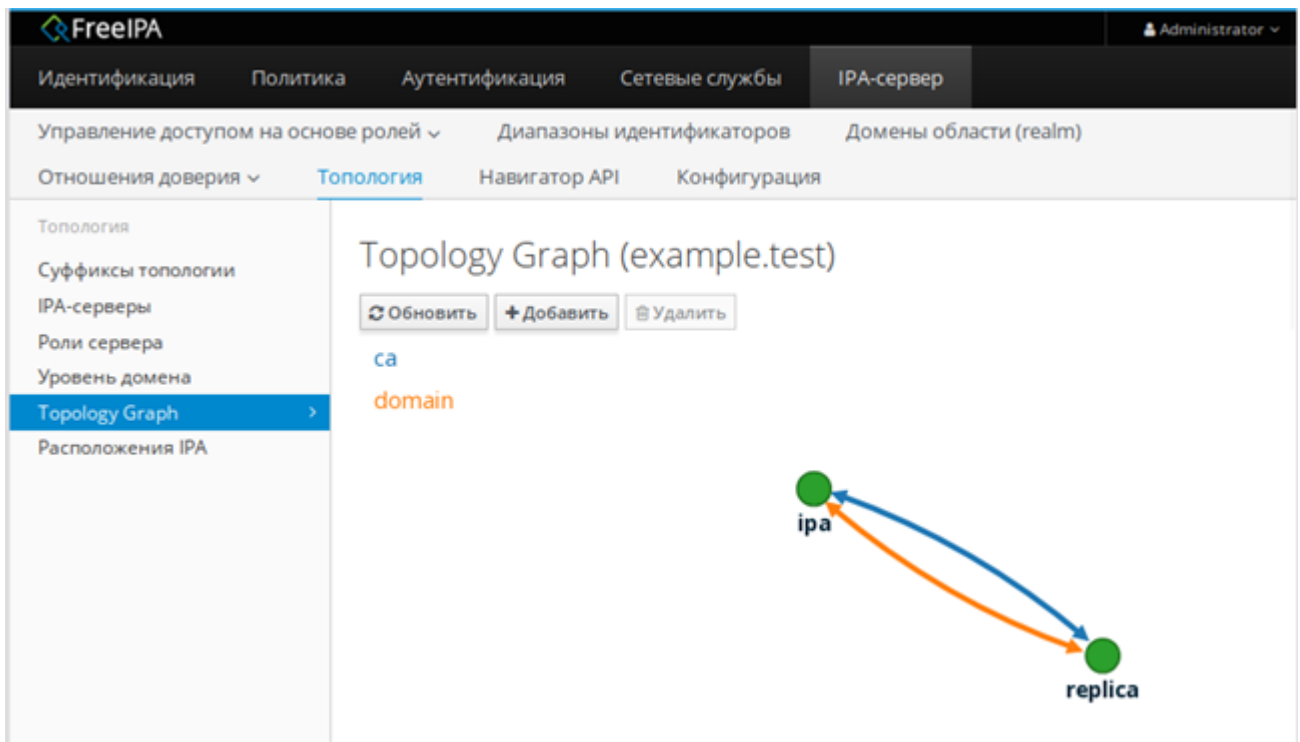 FreeIPA
Administrator
Идентификация Политика Аутентификация Сетевые службы IPA-сервер
Управление доступом на основе ролей Диапазоны идентификаторов Домены области (realm)
Отношения доверия Топология Навигатор API Конфигурация
Топология
Суффиксы топологии
IPA-серверы
Роли сервера
Уровень домена
Topology Graph
Расположения IPA
Topology Graph (example.test)
Обновить Добавить Удалить
ca
domain
ipa
replica